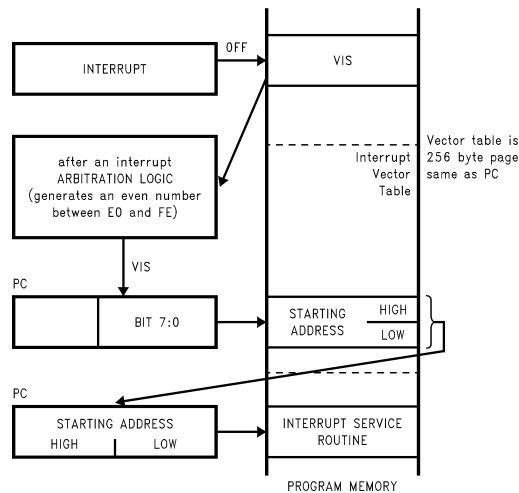 INTERRUPT
OFF
VIS
after an interrupt
ARBITRATION LOGIC
(generates an even number
between E0 and FE)
Interrupt
Vector
Table
Vector table is
256 byte page
same as PC
VIS
PC
BIT 7:0
STARTING
ADDRESS
HIGH
LOW
PC
STARTING ADDRESS
HIGH
LOW
INTERRUPT SERVICE
ROUTINE
PROGRAM MEMORY